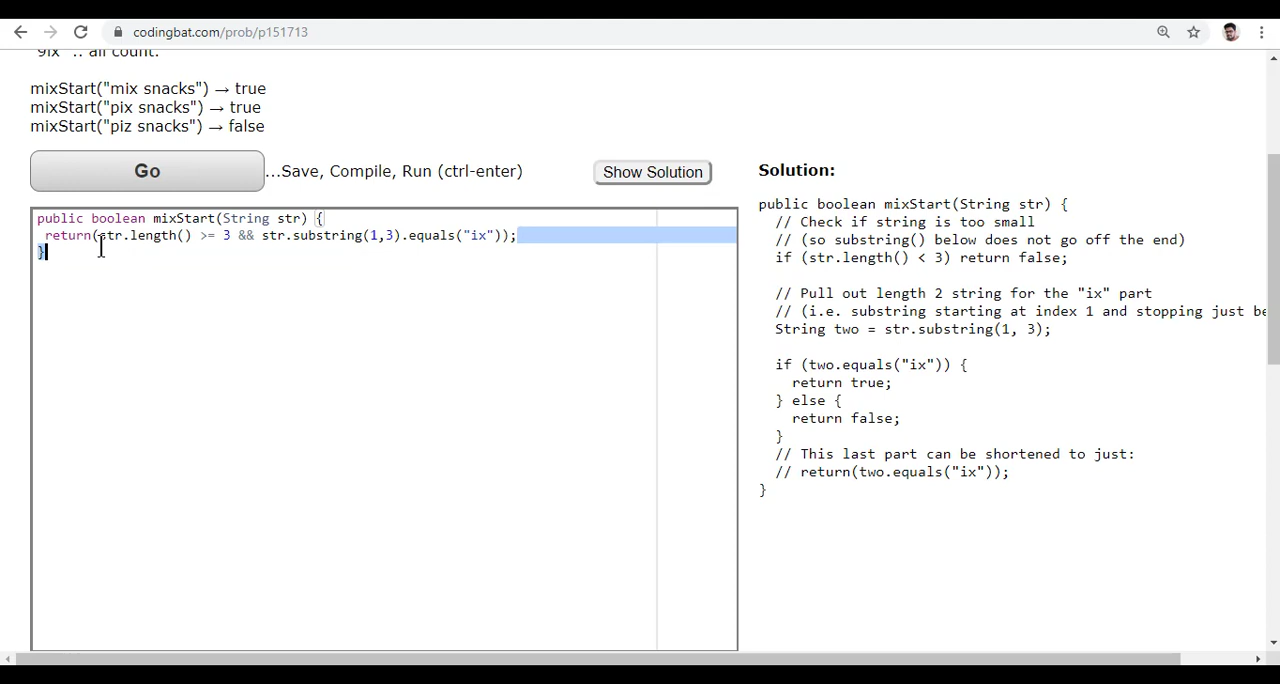 codingbat.com/prob/p151713
"9ix" .. all count.
mixStart("mix snacks") → true
mixStart("pix snacks") → true
mixStart("piz snacks") → false
Go
...Save, Compile, Run (ctrl-enter)
Show Solution
public boolean mixStart(String str) {
return(str.length() >= 3 && str.substring(1,3).equals("ix"));
}
Solution:
public boolean mixStart(String str) {
// Check if string is too small
// (so substring() below does not go off the end)
if (str.length() < 3) return false;
// Pull out length 2 string for the "ix" part
// (i.e. substring starting at index 1 and stopping just be
String two = str.substring(1, 3);
if (two.equals("ix")) {
return true;
} else {
return false;
}
// This last part can be shortened to just:
// return(two.equals("ix"));
}